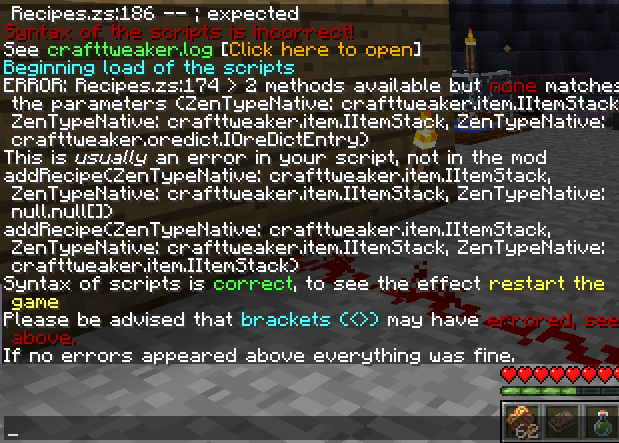 Recipes.zs:186 -- ; expected
Syntax of the scripts is incorrect!
See crafttweaker.log [Click here to open]
Beginning load of the scripts
ERROR: Recipes.zs:174 > 2 methods available but none matches
the parameters (ZenTypeNative: crafttweaker.item.IItemStack
ZenTypeNative: crafttweaker.item.IItemStack, ZenTypeNative:
crafttweaker.oredict.IOreDictEntry)
This is usually an error in your script, not in the mod
addRecipe(ZenTypeNative: crafttweaker.item.IItemStack,
ZenTypeNative: crafttweaker.item.IItemStack, ZenTypeNative:
null.null[])
addRecipe(ZenTypeNative: crafttweaker.item.IItemStack,
ZenTypeNative: crafttweaker.item.IItemStack, ZenTypeNative:
crafttweaker.item.IItemStack)
Syntax of scripts is correct, to see the effect restart the
game
Please be advised that brackets (<>) may have errored, see
above.
If no errors appeared above everything was fine.
62
_